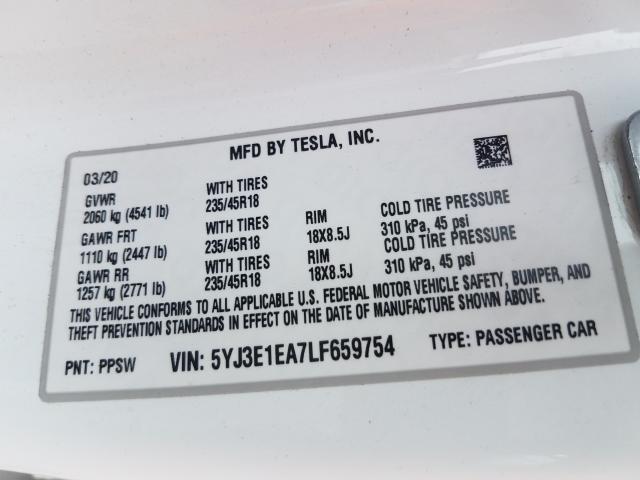 MFD BY TESLA, INC.
03/20
GVWR WITH TIRES
2060 kg (4541 lb) 235/45R18
GAWR FRT WITH TIRES RIM COLD TIRE PRESSURE
1110 kg (2447 lb) 235/45R18 18X8.5J 310 kPa, 45 psi
GAWR RR WITH TIRES RIM COLD TIRE PRESSURE
1257 kg (2771 lb) 235/45R18 18X8.5J 310 kPa, 45 psi
THIS VEHICLE CONFORMS TO ALL APPLICABLE U.S. FEDERAL MOTOR VEHICLE SAFETY, BUMPER, AND
THEFT PREVENTION STANDARDS IN EFFECT ON THE DATE OF MANUFACTURE SHOWN ABOVE.
PNT: PPSW VIN: 5YJ3E1EA7LF659754 TYPE: PASSENGER CAR